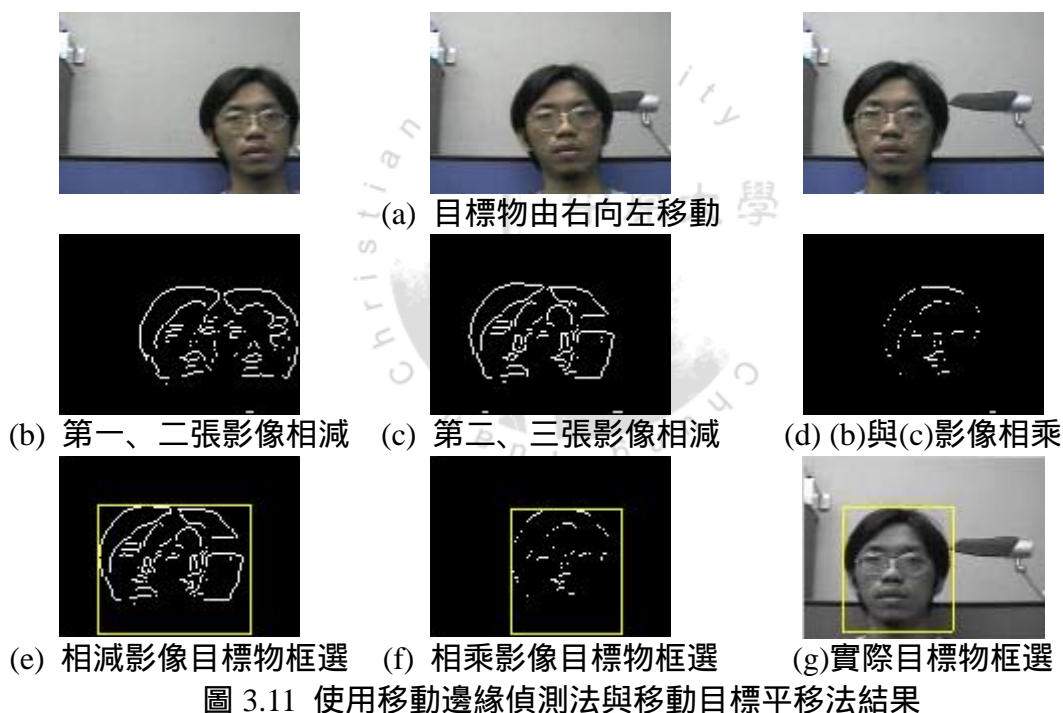 (a) 目標物由右向左移動
(b) 第一、二張影像相減 (c) 第二、三張影像相減 (d) (b)與(c)影像相乘
(e) 相減影像目標物框選 (f) 相乘影像目標物框選 (g)實際目標物框選
圖 3.11 使用移動邊緣偵測法與移動目標平移法結果